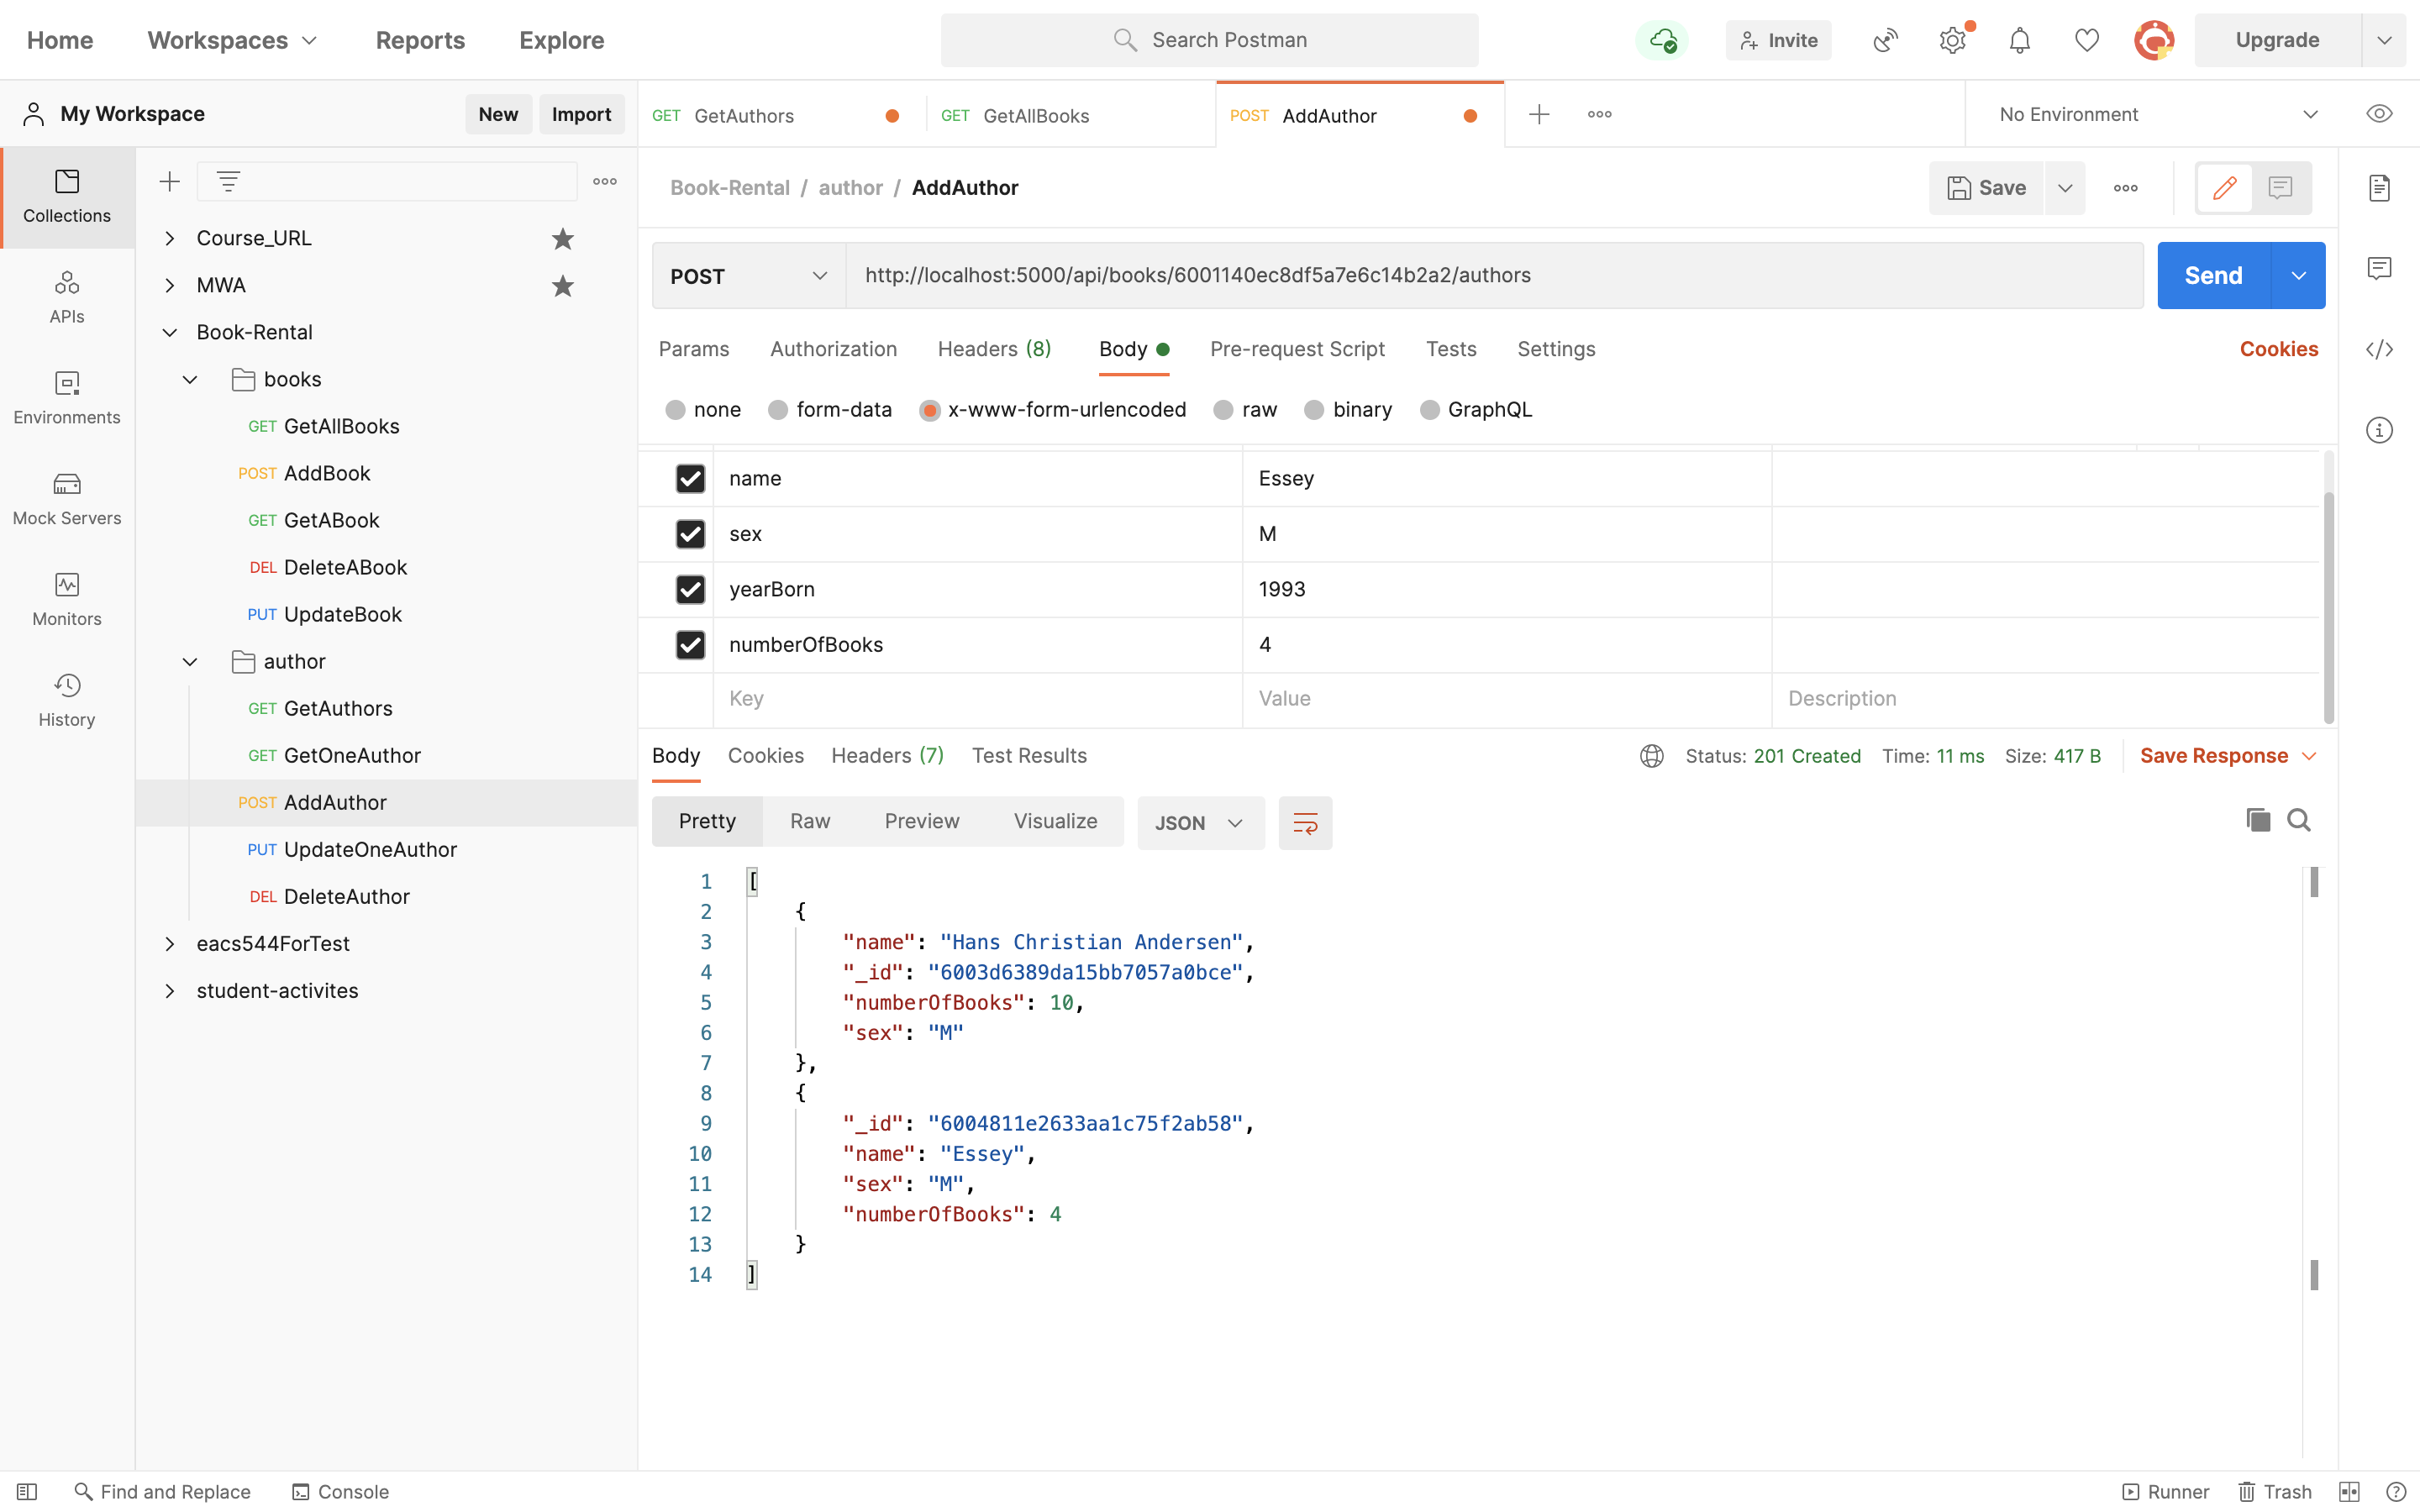 Home Workspaces Reports Explore Search Postman Invite Upgrade
My Workspace New Import GET GetAuthors GET GetAllBooks POST AddAuthor No Environment
Collections
APIs
Environments
Mock Servers
Monitors
History
Course_URL
MWA
Book-Rental
books
GET GetAllBooks
POST AddBook
GET GetABook
DEL DeleteABook
PUT UpdateBook
author
GET GetAuthors
GET GetOneAuthor
POST AddAuthor
PUT UpdateOneAuthor
DEL DeleteAuthor
eacs544ForTest
student-activites
Book-Rental / author / AddAuthor Save
POST http://localhost:5000/api/books/6001140ec8df5a7e6c14b2a2/authors Send
Params Authorization Headers (8) Body Pre-request Script Tests Settings Cookies
none form-data x-www-form-urlencoded raw binary GraphQL
name Essey
sex M
yearBorn 1993
numberOfBooks 4
Key Value Description
Body Cookies Headers (7) Test Results Status: 201 Created Time: 11 ms Size: 417 B Save Response
Pretty Raw Preview Visualize JSON
1 [
2 {
3 "name": "Hans Christian Andersen",
4 "_id": "6003d6389da15bb7057a0bce",
5 "numberOfBooks": 10,
6 "sex": "M"
7 },
8 {
9 "_id": "6004811e2633aa1c75f2ab58",
10 "name": "Essey",
11 "sex": "M",
12 "numberOfBooks": 4
13 }
14 ]
Find and Replace Console Runner Trash